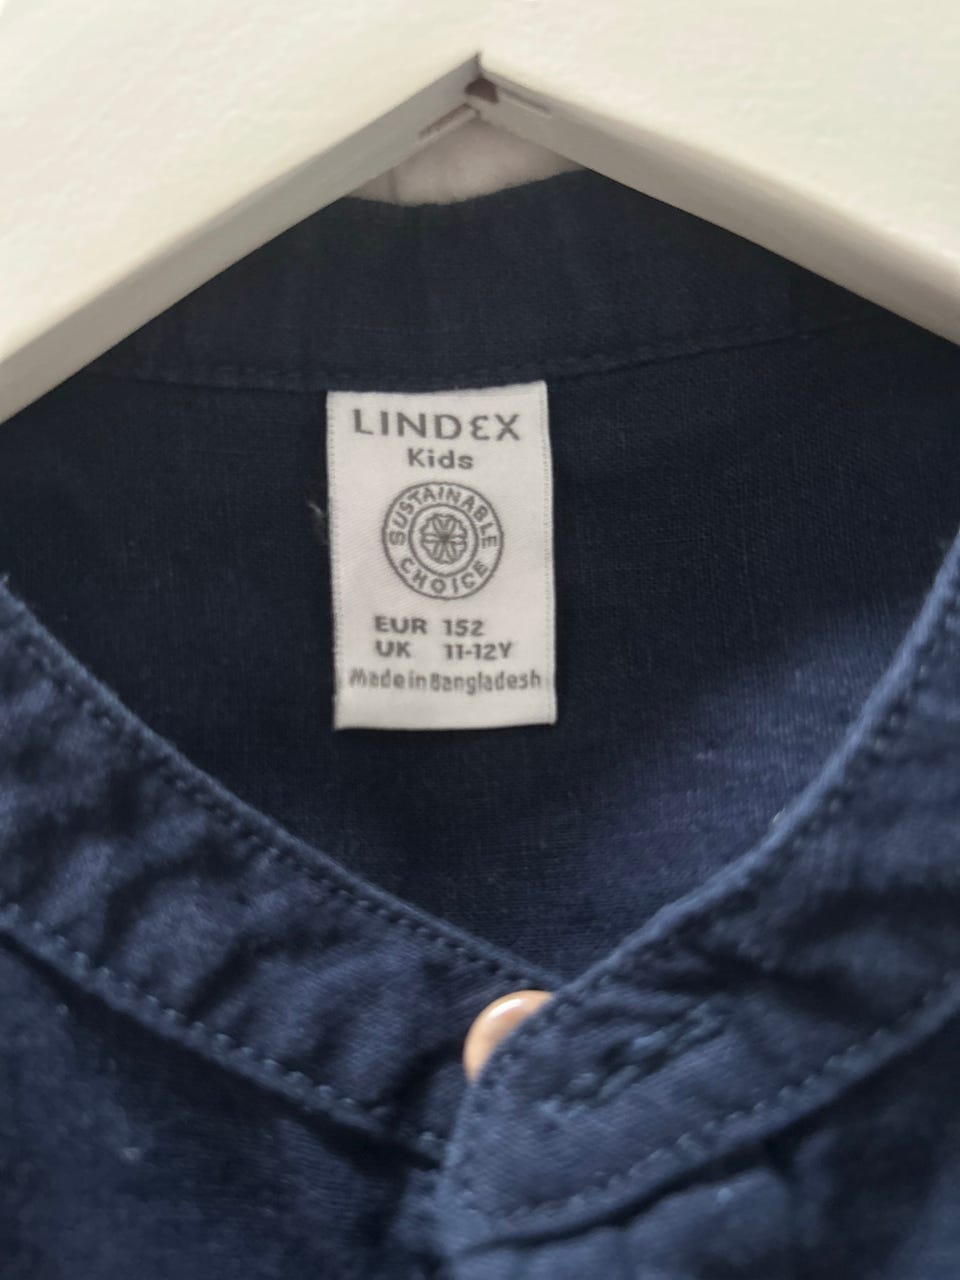 LINDEX
Kids
SUSTAINABLE
CHOICE
EUR 152
UK 11-12Y
Made in Bangladesh